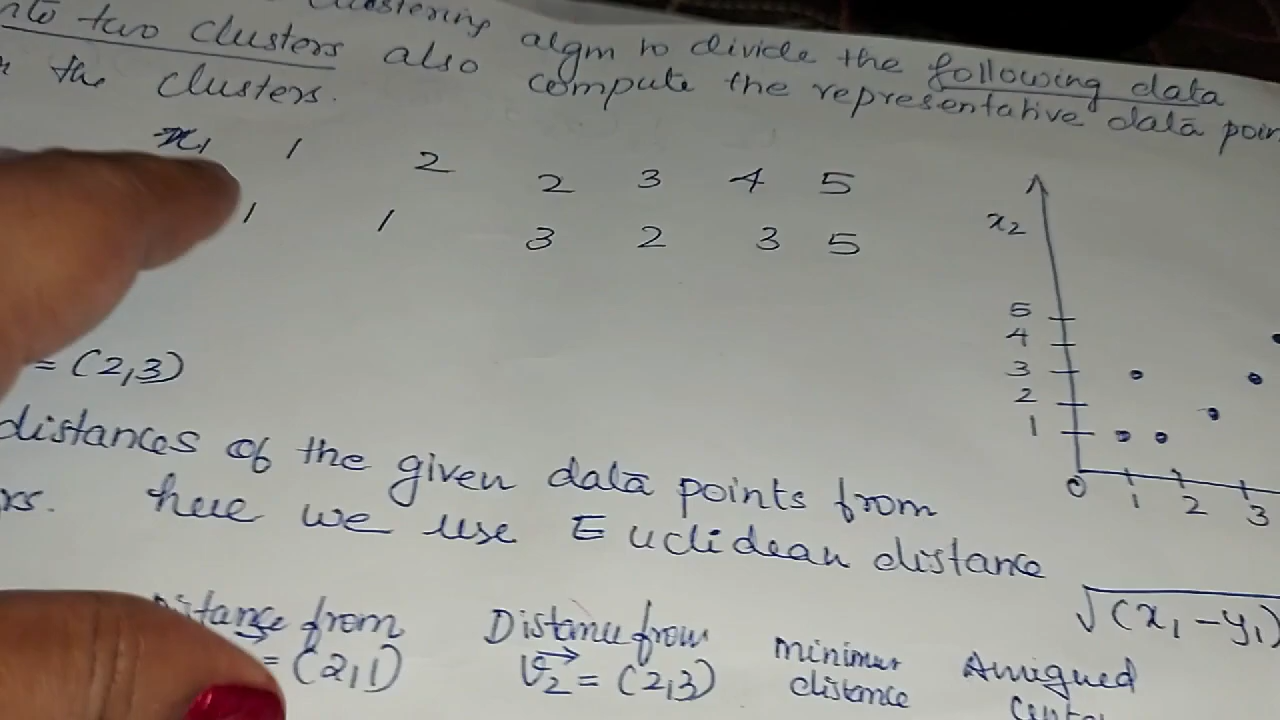 into two clusters also clustering algm to divide the following data
the clusters. compute the representative data poin
x1 1 2 2 3 4 5
1 1 3 2 3 5
x2
5
4
3
2
1
0 1 2 3
= (2,3)
distances of the given data points from
rs. here we use Euclidean distance
√(x1 - y1)
Distance from Distance from minimum Assigned
= (2,1) v2 = (2,3) distance Center